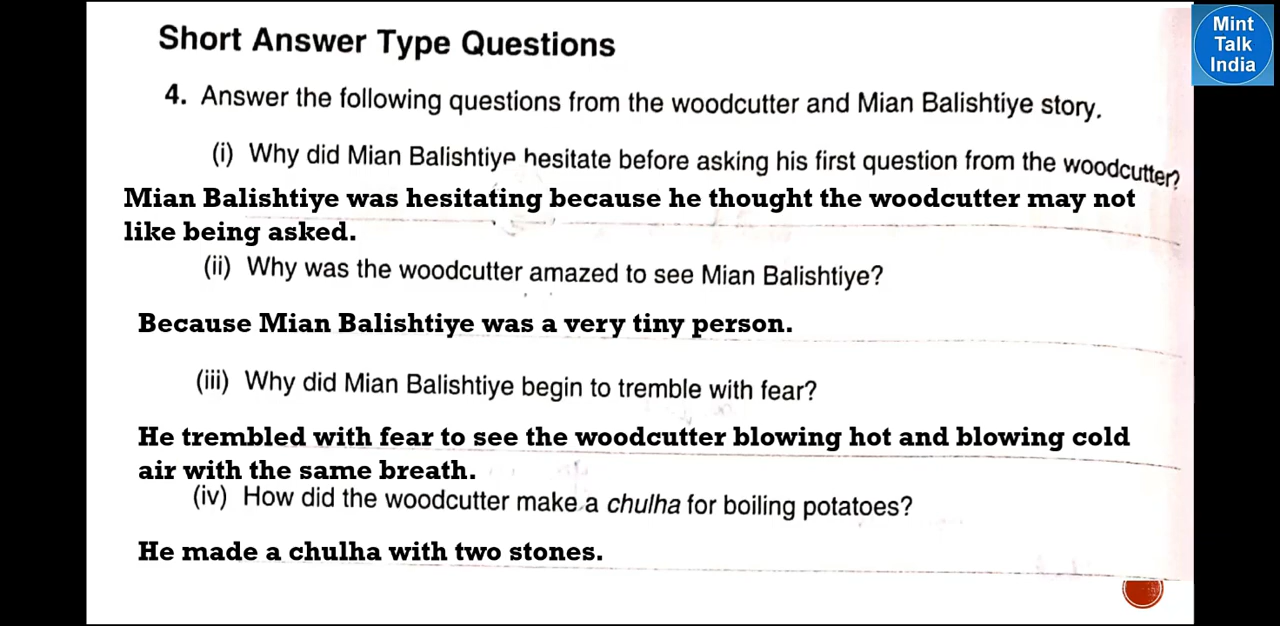 Mint
Talk
India
Short Answer Type Questions
4. Answer the following questions from the woodcutter and Mian Balishtiye story.
(i) Why did Mian Balishtiye hesitate before asking his first question from the woodcutter?
Mian Balishtiye was hesitating because he thought the woodcutter may not
like being asked.
(ii) Why was the woodcutter amazed to see Mian Balishtiye?
Because Mian Balishtiye was a very tiny person.
(iii) Why did Mian Balishtiye begin to tremble with fear?
He trembled with fear to see the woodcutter blowing hot and blowing cold
air with the same breath.
(iv) How did the woodcutter make a chulha for boiling potatoes?
He made a chulha with two stones.